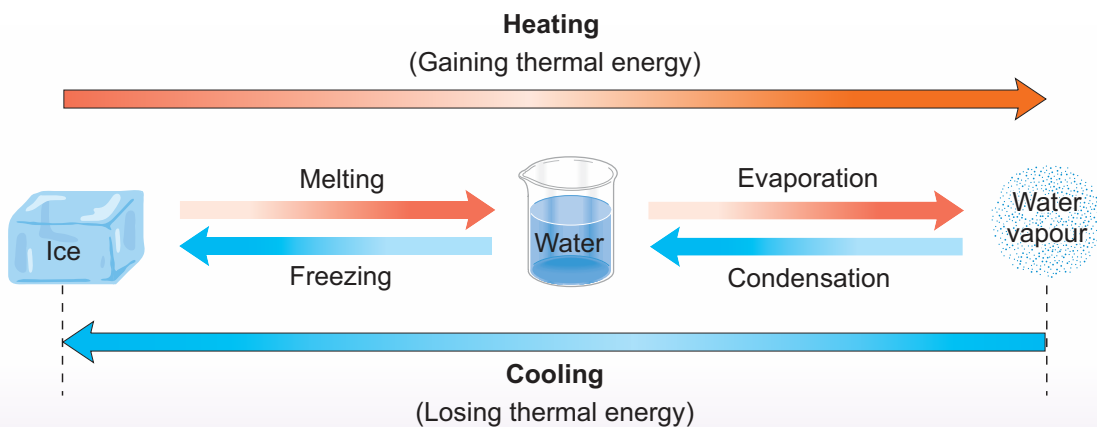 Heating
(Gaining thermal energy)
Melting
Evaporation
Ice
Water
Water
vapour
Freezing
Condensation
Cooling
(Losing thermal energy)